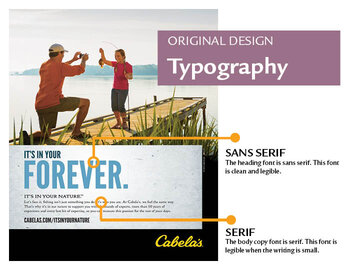 ORIGINAL DESIGN
Typography
IT'S IN YOUR
FOREVER.
IT'S IN YOUR NATURE™
Let's face it, fishing isn't just something you do, it's who you are. At Cabela's, we feel the same way.
That's why it's in our nature to support you with thousands of experts, more than 50 years of
experience and every last bit of expertise, so you can measure this passion for the rest of your days.
CABELAS.COM/ITSINYOURNATURE
Cabela's
SANS SERIF
The heading font is sans serif. This font
is clean and legible.
SERIF
The body copy font is serif. This font is
legible when the writing is small.